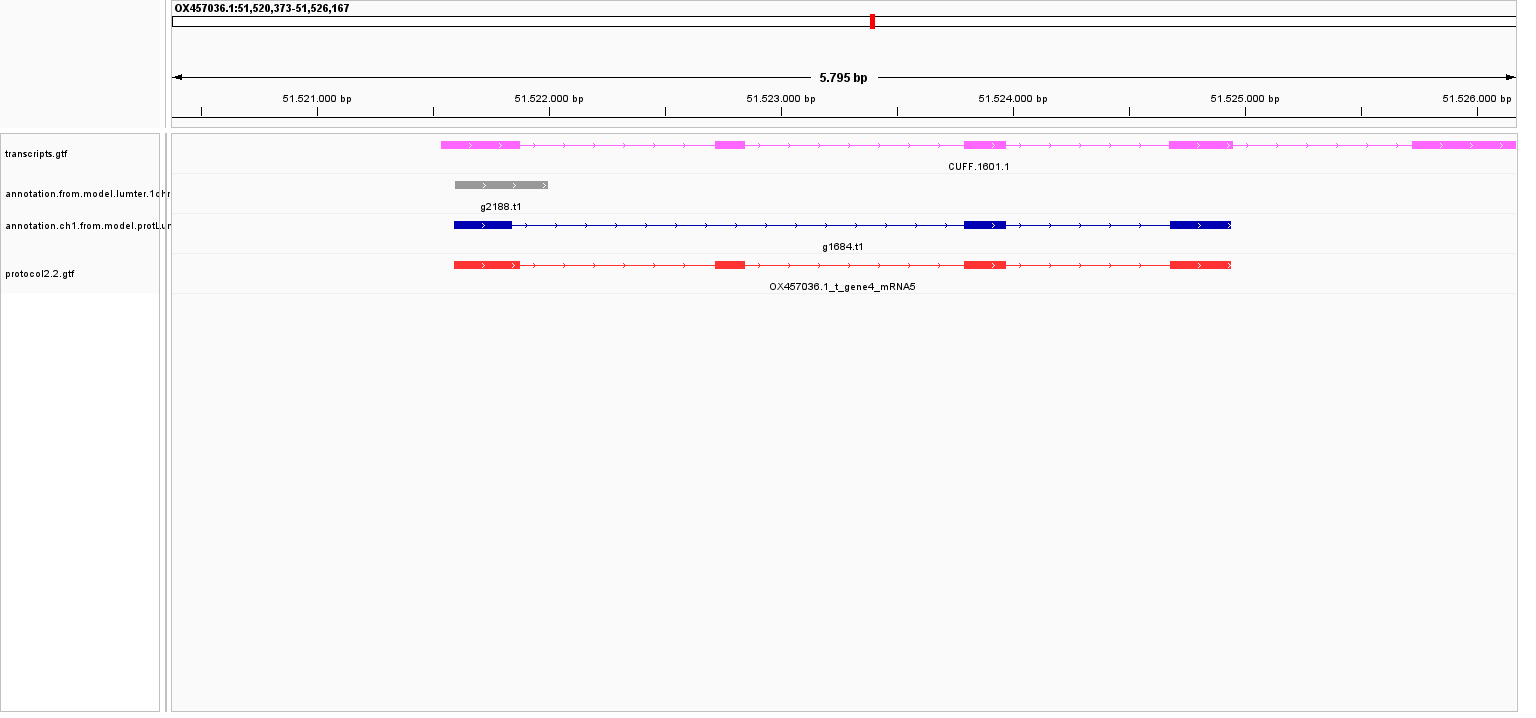 OX457036.1:51,520,373-51,526,167
5.795 bp
51.521.000 bp 51.522.000 bp 51.523.000 bp 51.524.000 bp 51.525.000 bp 51.526.000 bp
transcripts.gtf
CUFF.1601.1
annotation.from.model.lumter.1chr
g2188.t1
annotation.ch1.from.model.protLum
g1684.t1
protocol2.2.gtf
OX457036.1_t_gene4_mRNA5